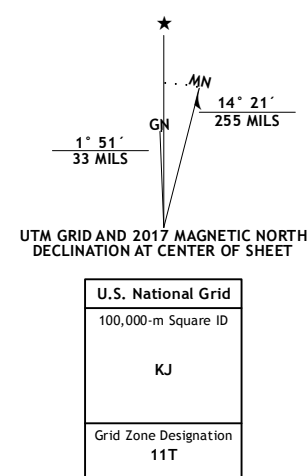 ★
MN
GN
14° 21´
255 MILS
1° 51´
33 MILS
UTM GRID AND 2017 MAGNETIC NORTH
DECLINATION AT CENTER OF SHEET
U.S. National Grid
100,000-m Square ID
KJ
Grid Zone Designation
11T